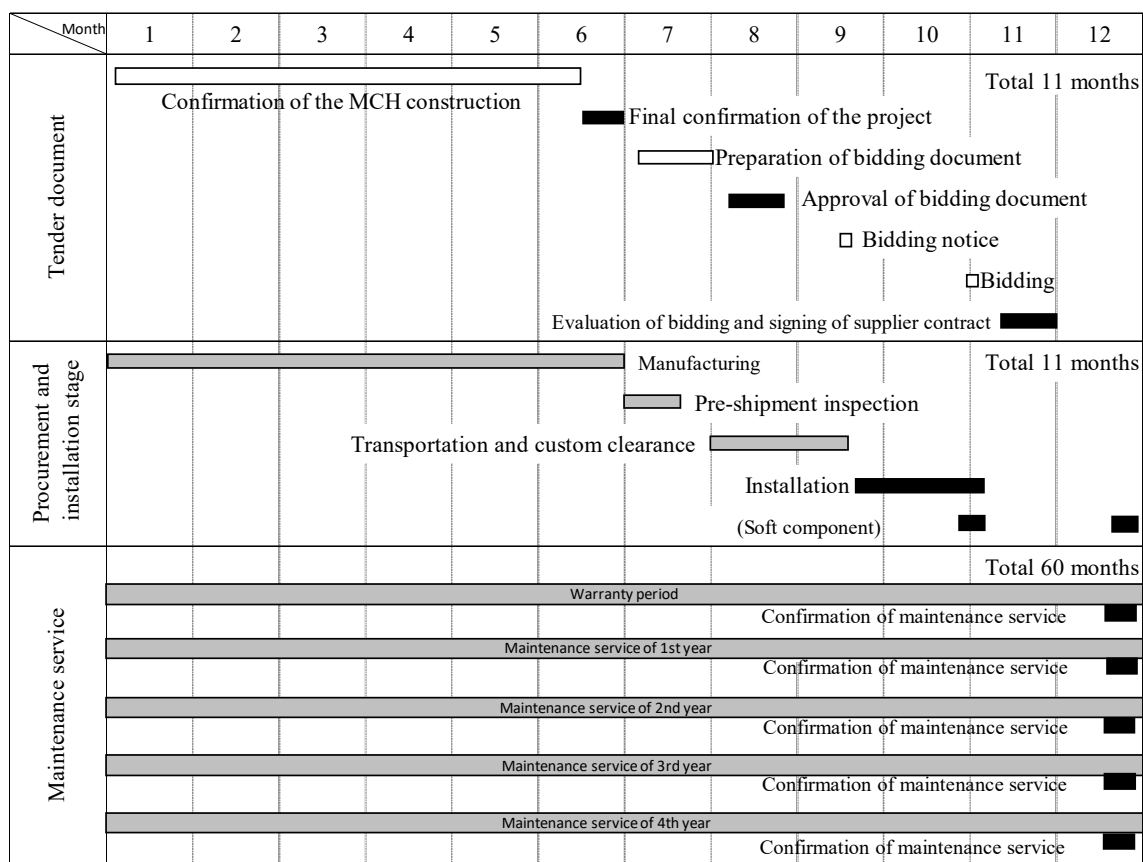 Month
1 2 3 4 5 6 7 8 9 10 11 12
Tender document
Total 11 months
Confirmation of the MCH construction
Final confirmation of the project
Preparation of bidding document
Approval of bidding document
Bidding notice
Bidding
Evaluation of bidding and signing of supplier contract
Procurement and
installation stage
Manufacturing
Total 11 months
Pre-shipment inspection
Transportation and custom clearance
Installation
(Soft component)
Maintenance service
Total 60 months
Warranty period
Confirmation of maintenance service
Maintenance service of 1st year
Confirmation of maintenance service
Maintenance service of 2nd year
Confirmation of maintenance service
Maintenance service of 3rd year
Confirmation of maintenance service
Maintenance service of 4th year
Confirmation of maintenance service